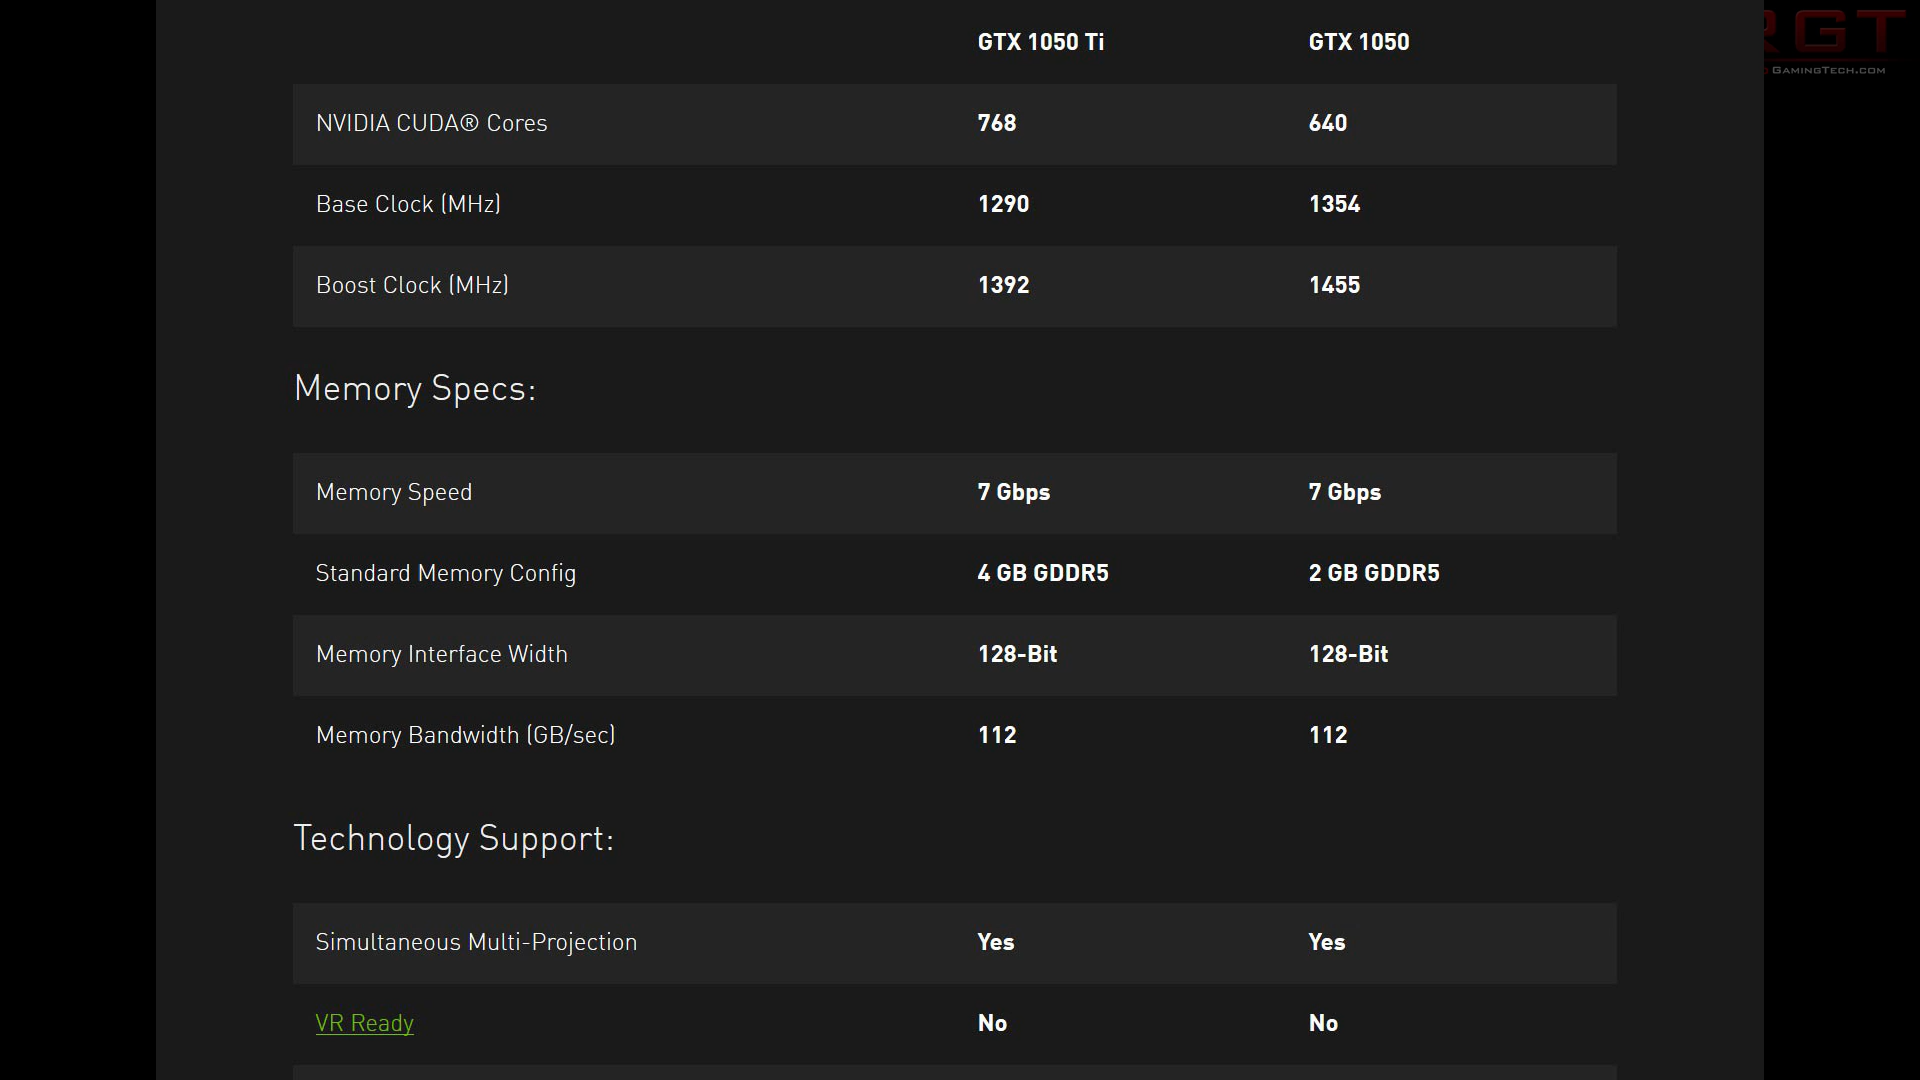 GTX 1050 Ti GTX 1050
NVIDIA CUDA® Cores 768 640
Base Clock (MHz) 1290 1354
Boost Clock (MHz) 1392 1455
Memory Specs:
Memory Speed 7 Gbps 7 Gbps
Standard Memory Config 4 GB GDDR5 2 GB GDDR5
Memory Interface Width 128-Bit 128-Bit
Memory Bandwidth (GB/sec) 112 112
Technology Support:
Simultaneous Multi-Projection Yes Yes
VR Ready No No
RGT
GamingTech.com